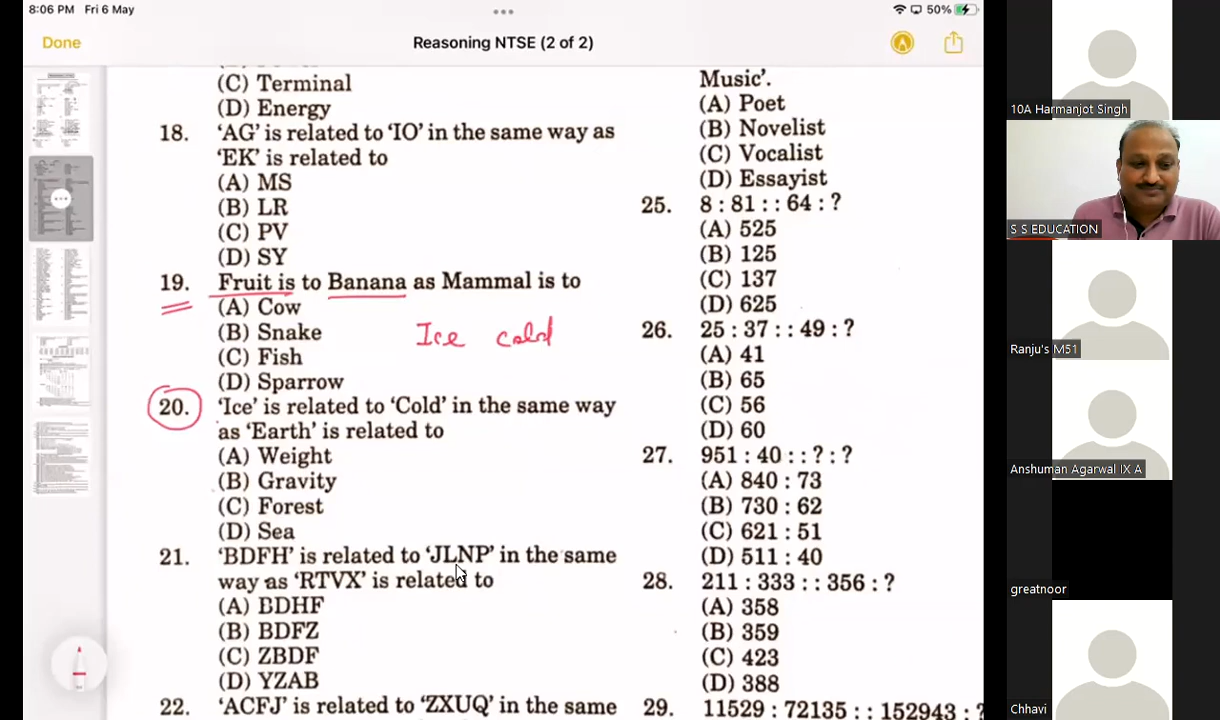 8:06 PM Fri 6 May
50%
Done
Reasoning NTSE (2 of 2)
(C) Terminal
(D) Energy
18. 'AG' is related to 'IO' in the same way as
'EK' is related to
(A) MS
(B) LR
(C) PV
(D) SY
19. Fruit is to Banana as Mammal is to
(A) Cow
(B) Snake
(C) Fish
(D) Sparrow
Ice cold
20. 'Ice' is related to 'Cold' in the same way
as 'Earth' is related to
(A) Weight
(B) Gravity
(C) Forest
(D) Sea
21. 'BDFH' is related to 'JLNP' in the same
way as 'RTVX' is related to
(A) BDHF
(B) BDFZ
(C) ZBDF
(D) YZAB
22. 'ACFJ' is related to 'ZXUQ' in the same
Music'.
(A) Poet
(B) Novelist
(C) Vocalist
(D) Essayist
25. 8 : 81 : : 64 : ?
(A) 525
(B) 125
(C) 137
(D) 625
26. 25 : 37 : : 49 : ?
(A) 41
(B) 65
(C) 56
(D) 60
27. 951 : 40 : : ? : ?
(A) 840 : 73
(B) 730 : 62
(C) 621 : 51
(D) 511 : 40
28. 211 : 333 : : 356 : ?
(A) 358
(B) 359
(C) 423
(D) 388
29. 11529 : 72135 : : 152943 : ?
10A Harmanjot Singh
S S EDUCATION
Ranju's M51
Anshuman Agarwal IX A
greatnoor
Chhavi